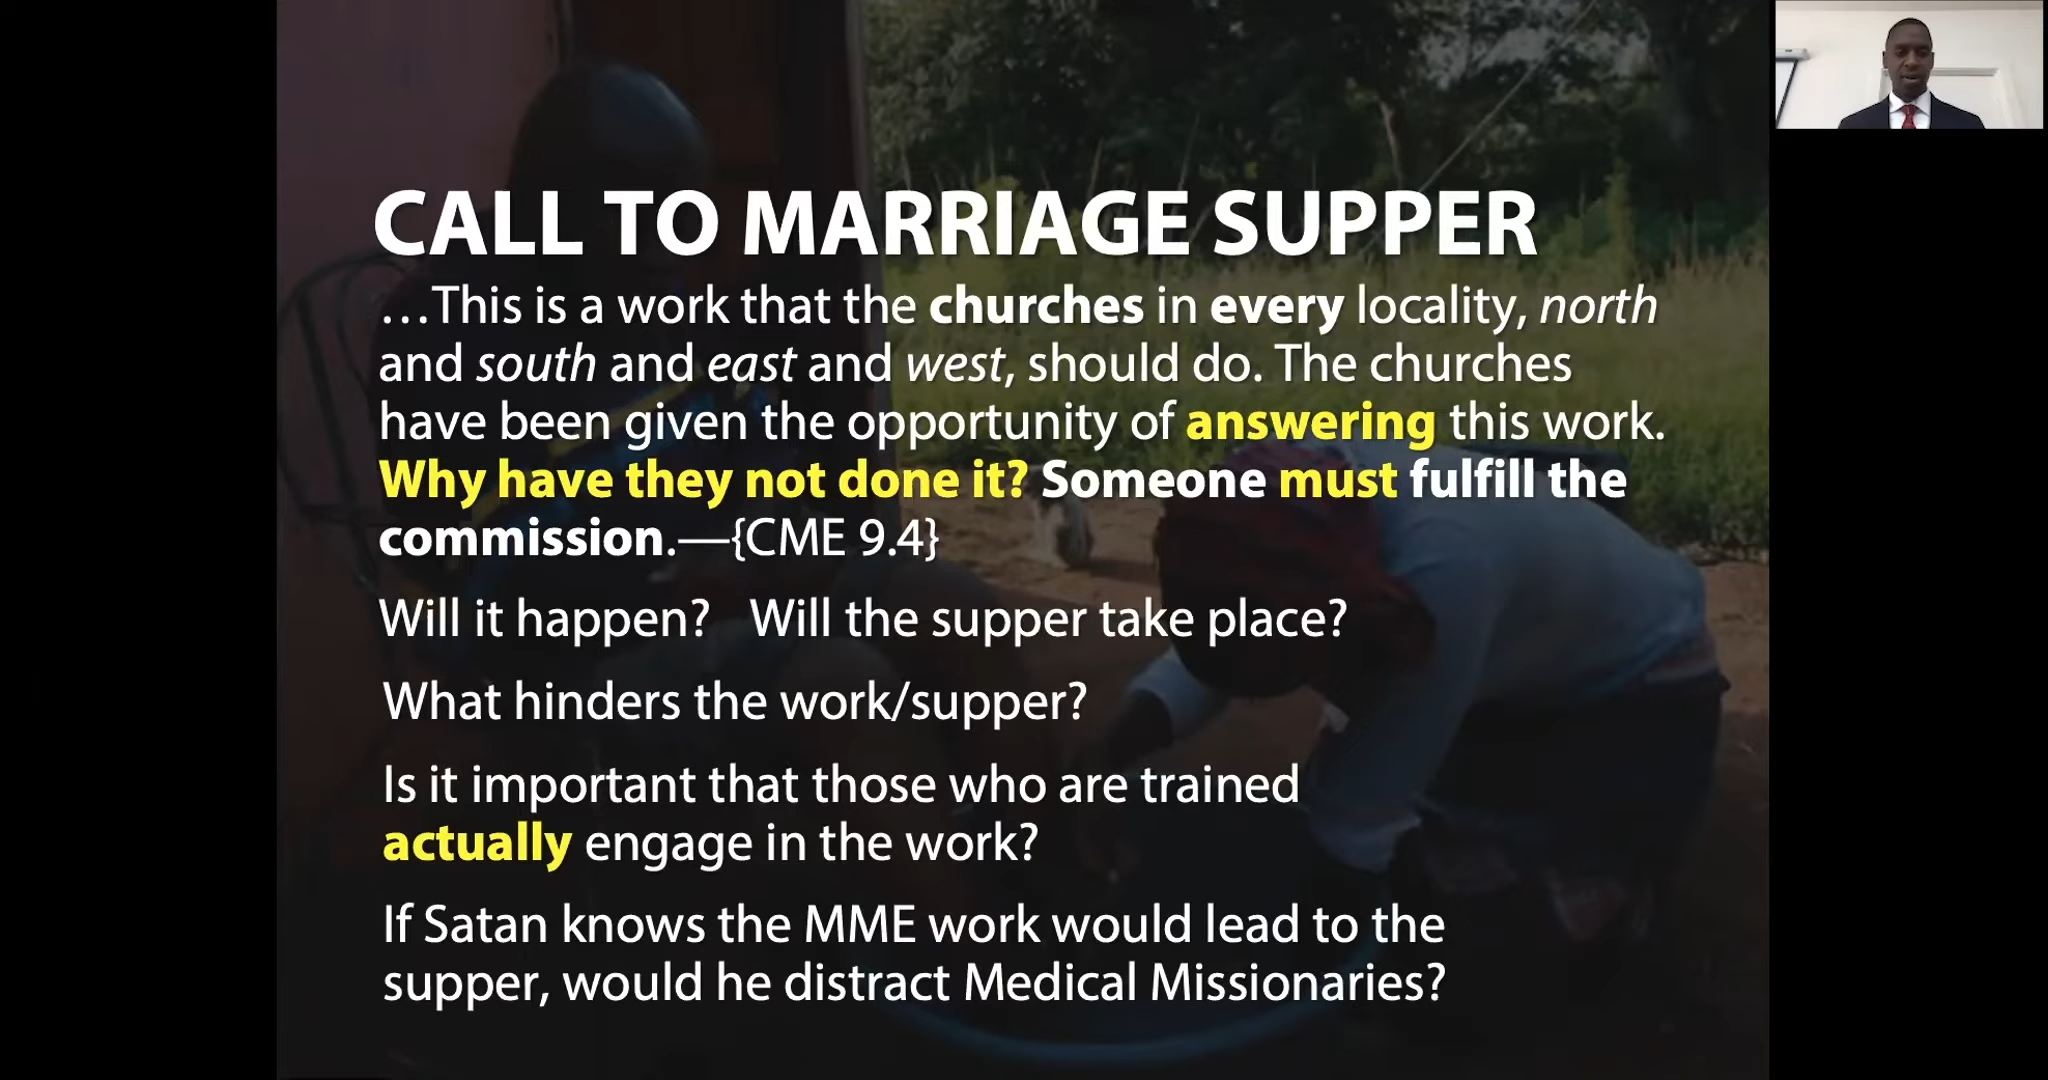 CALL TO MARRIAGE SUPPER
…This is a work that the churches in every locality, north
and south and east and west, should do. The churches
have been given the opportunity of answering this work.
Why have they not done it? Someone must fulfill the
commission.—{CME 9.4}
Will it happen? Will the supper take place?
What hinders the work/supper?
Is it important that those who are trained
actually engage in the work?
If Satan knows the MME work would lead to the
supper, would he distract Medical Missionaries?